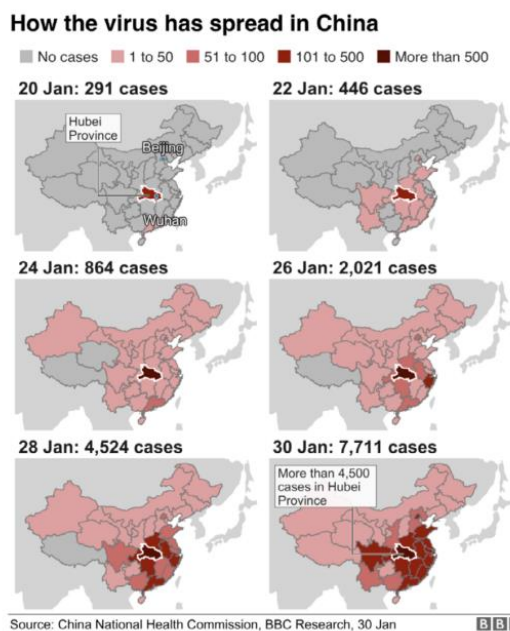 How the virus has spread in China
No cases 1 to 50 51 to 100 101 to 500 More than 500
20 Jan: 291 cases
Hubei
Province
Beijing
Wuhan
22 Jan: 446 cases
24 Jan: 864 cases
26 Jan: 2,021 cases
28 Jan: 4,524 cases
30 Jan: 7,711 cases
More than 4,500
cases in Hubei
Province
Source: China National Health Commission, BBC Research, 30 Jan
BB